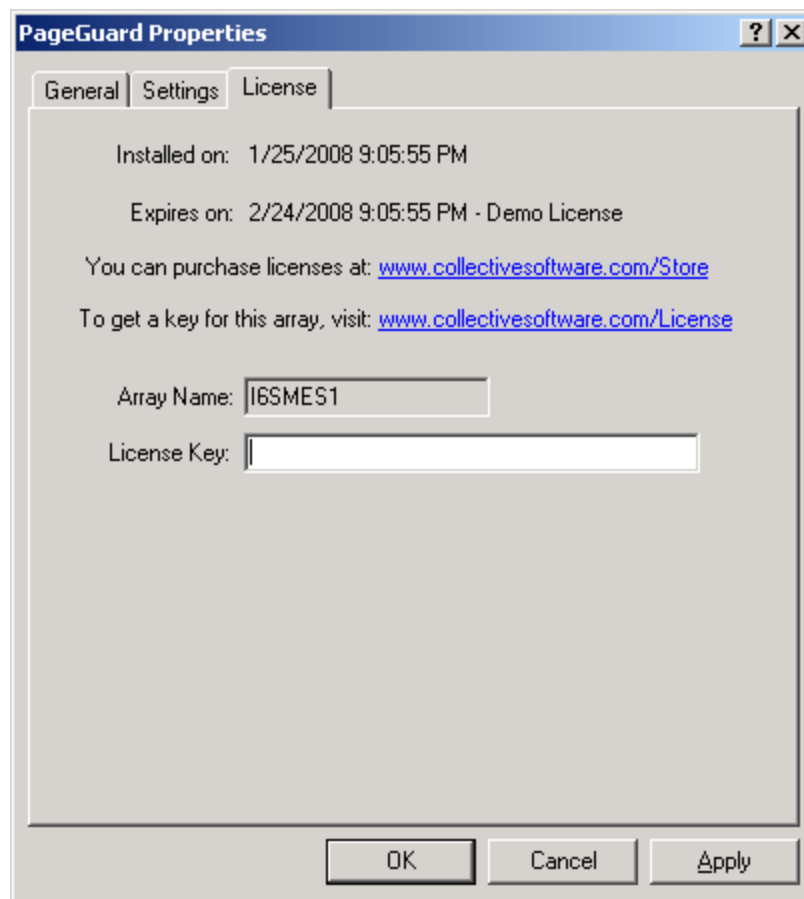 PageGuard Properties
General Settings License
Installed on: 1/25/2008 9:05:55 PM
Expires on: 2/24/2008 9:05:55 PM - Demo License
You can purchase licenses at: www.collectivesoftware.com/Store
To get a key for this array, visit: www.collectivesoftware.com/License
Array Name: I6SMES1
License Key:
OK Cancel Apply